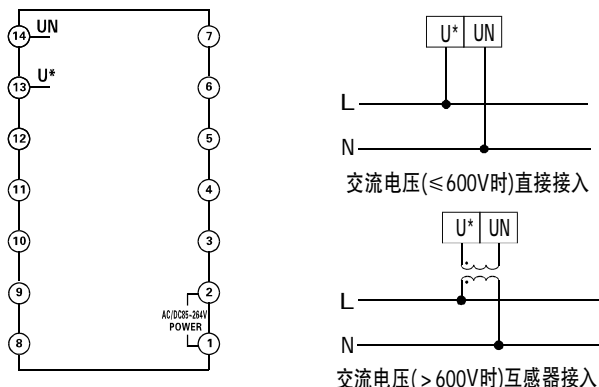 14 UN
13 U*
12
11
10
9
8
7
6
5
4
3
2
AC/DC85~264V
POWER
1
U* UN
L
N
交流电压(≤600V时)直接接入
U* UN
L
N
交流电压(>600V时)互感器接入